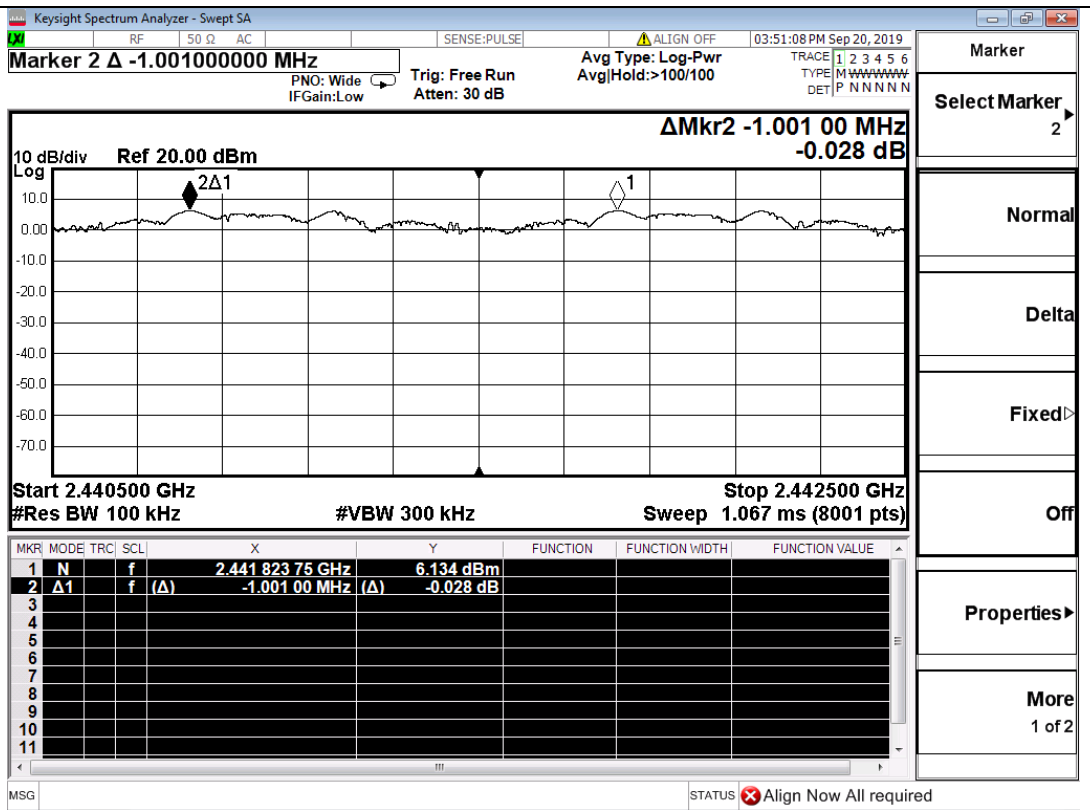 Keysight Spectrum Analyzer - Swept SA
LXI RF 50 Ω AC SENSE:PULSE ALIGN OFF 03:51:08 PM Sep 20, 2019
Marker 2 Δ -1.001000000 MHz
PNO: Wide
IFGain:Low
Trig: Free Run
Atten: 30 dB
Avg Type: Log-Pwr
Avg|Hold:>100/100
TRACE 1 2 3 4 5 6
TYPE M WWWWW
DET P N N N N N
ΔMkr2 -1.001 00 MHz
-0.028 dB
10 dB/div Ref 20.00 dBm
Log
2Δ1
1
10.0
0.00
-10.0
-20.0
-30.0
-40.0
-50.0
-60.0
-70.0
Start 2.440500 GHz Stop 2.442500 GHz
#Res BW 100 kHz #VBW 300 kHz Sweep 1.067 ms (8001 pts)
MKR MODE TRC SCL X Y FUNCTION FUNCTION WIDTH FUNCTION VALUE
1 N f 2.441 823 75 GHz 6.134 dBm
2 Δ1 f (Δ) -1.001 00 MHz (Δ) -0.028 dB
3
4
5
6
7
8
9
10
11
MSG STATUS Align Now All required
Marker
Select Marker
2
Normal
Delta
Fixed
Off
Properties
More
1 of 2